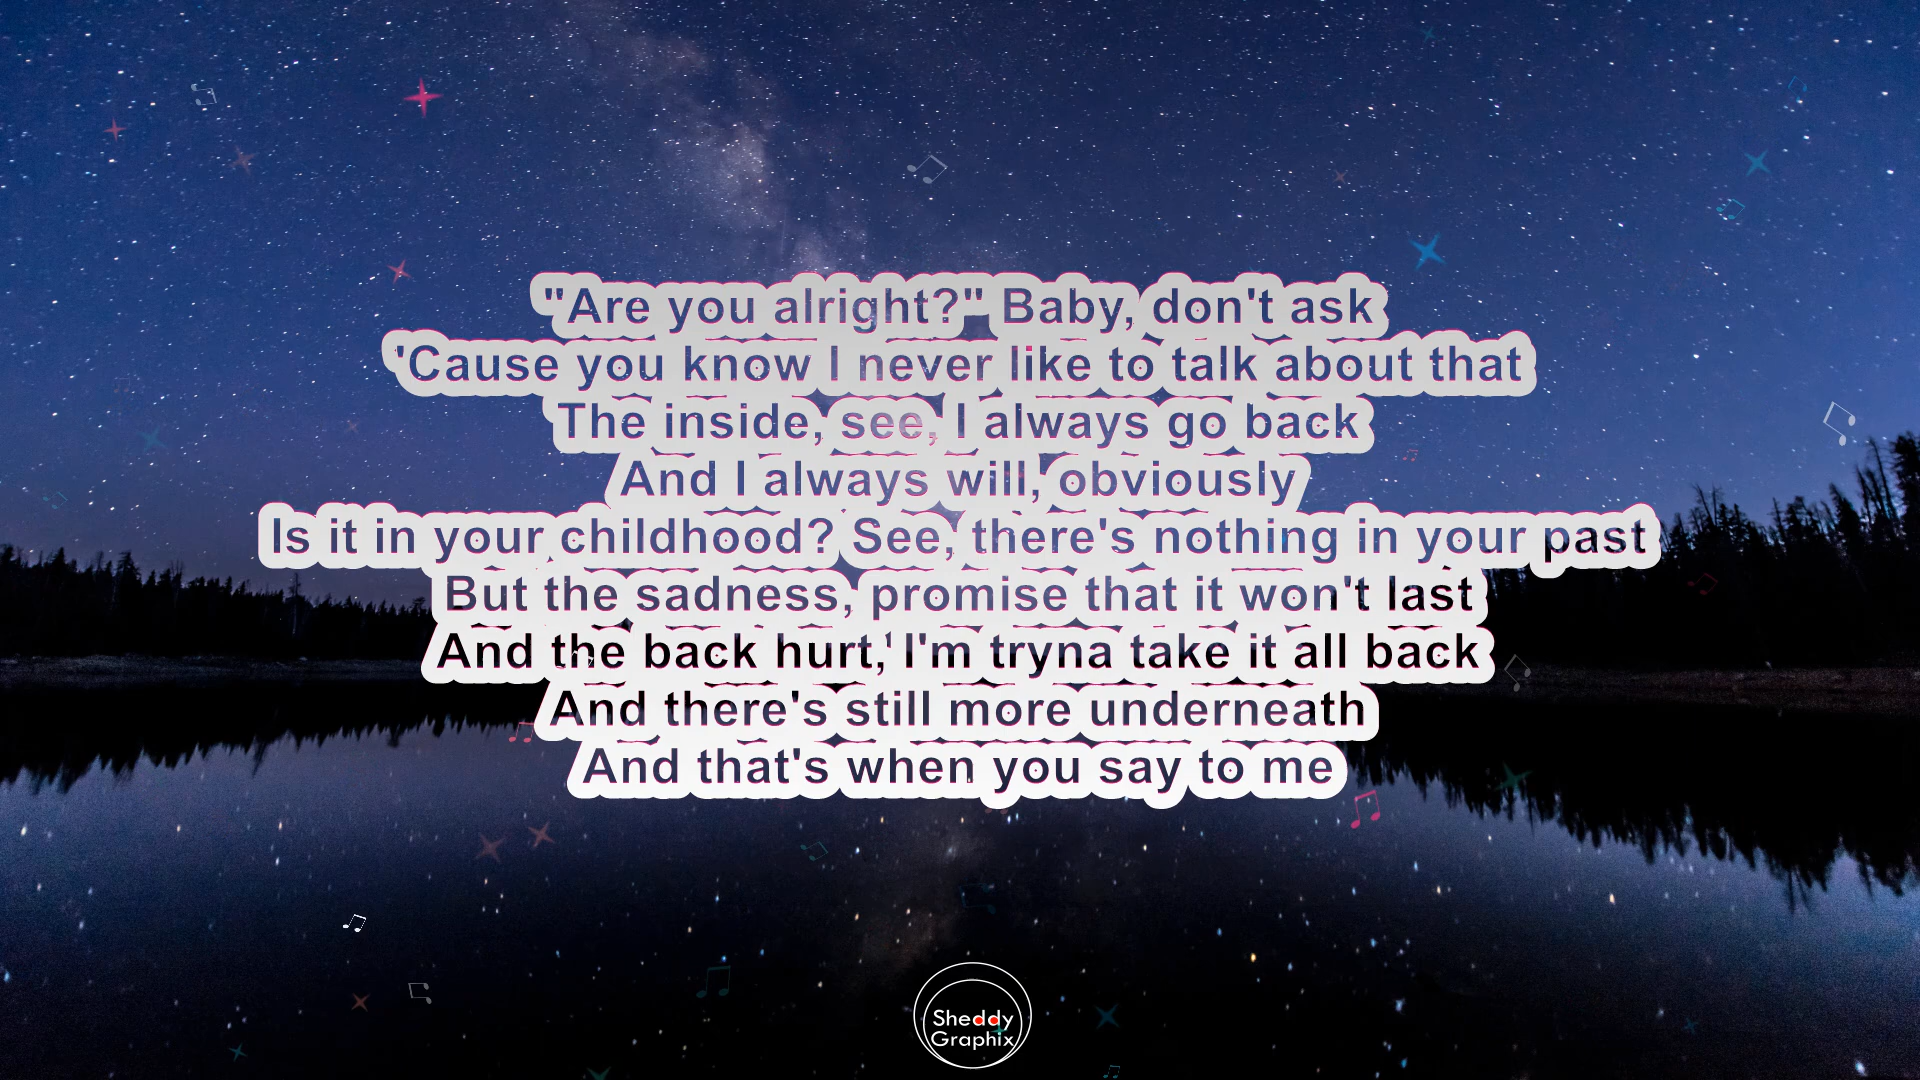 "Are you alright?" Baby, don't ask
'Cause you know I never like to talk about that
The inside, see, I always go back
And I always will, obviously
Is it in your childhood? See, there's nothing in your past
But the sadness, promise that it won't last
And the back hurt, I'm tryna take it all back
And there's still more underneath
And that's when you say to me
Sheddy
Graphix